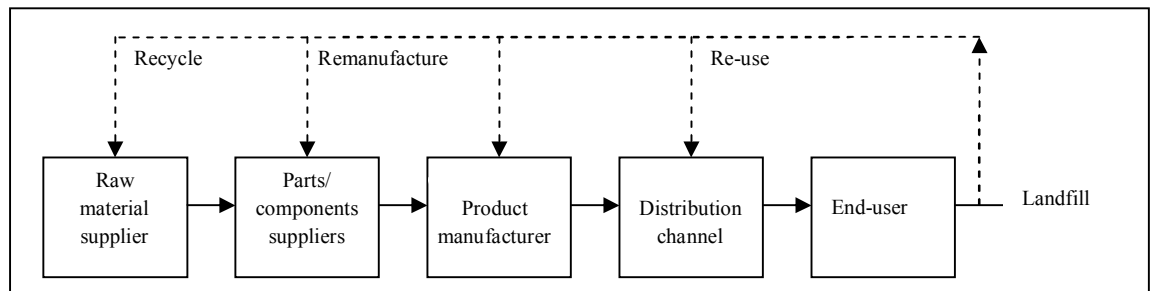 Recycle
Remanufacture
Re-use
Raw
material
supplier
Parts/
components
suppliers
Product
manufacturer
Distribution
channel
End-user
Landfill